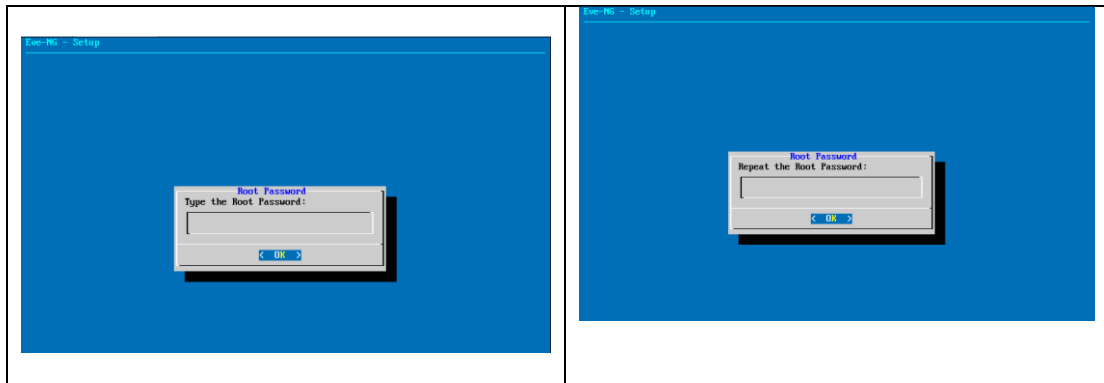 Eve-NG - Setup
Root Password
Type the Root Password:
< OK >
Eve-NG - Setup
Root Password
Repeat the Root Password:
< OK >